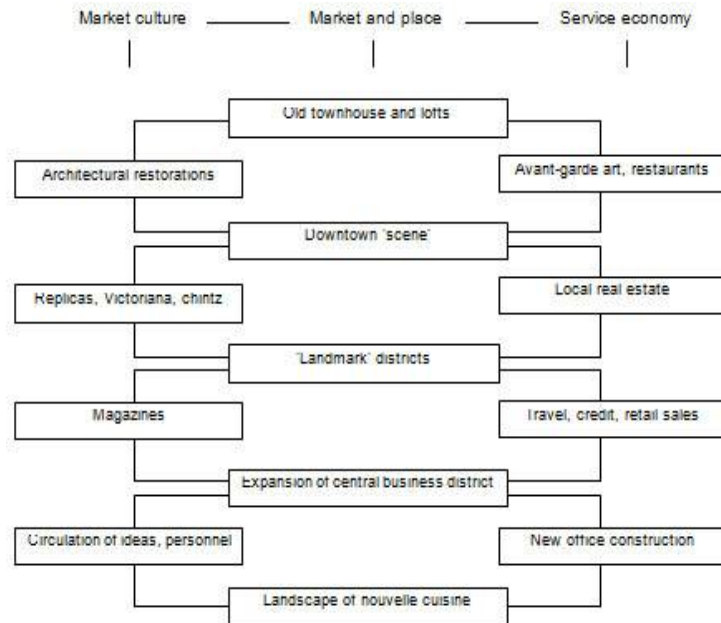 Market culture Market and place Service economy
Old townhouse and lofts
Architectural restorations
Avant-garde art, restaurants
Downtown 'scene'
Replicas, Victoriana, chintz
Local real estate
'Landmark' districts
Magazines
Travel, credit, retail sales
Expansion of central business district
Circulation of ideas, personnel
New office construction
Landscape of nouvelle cuisine